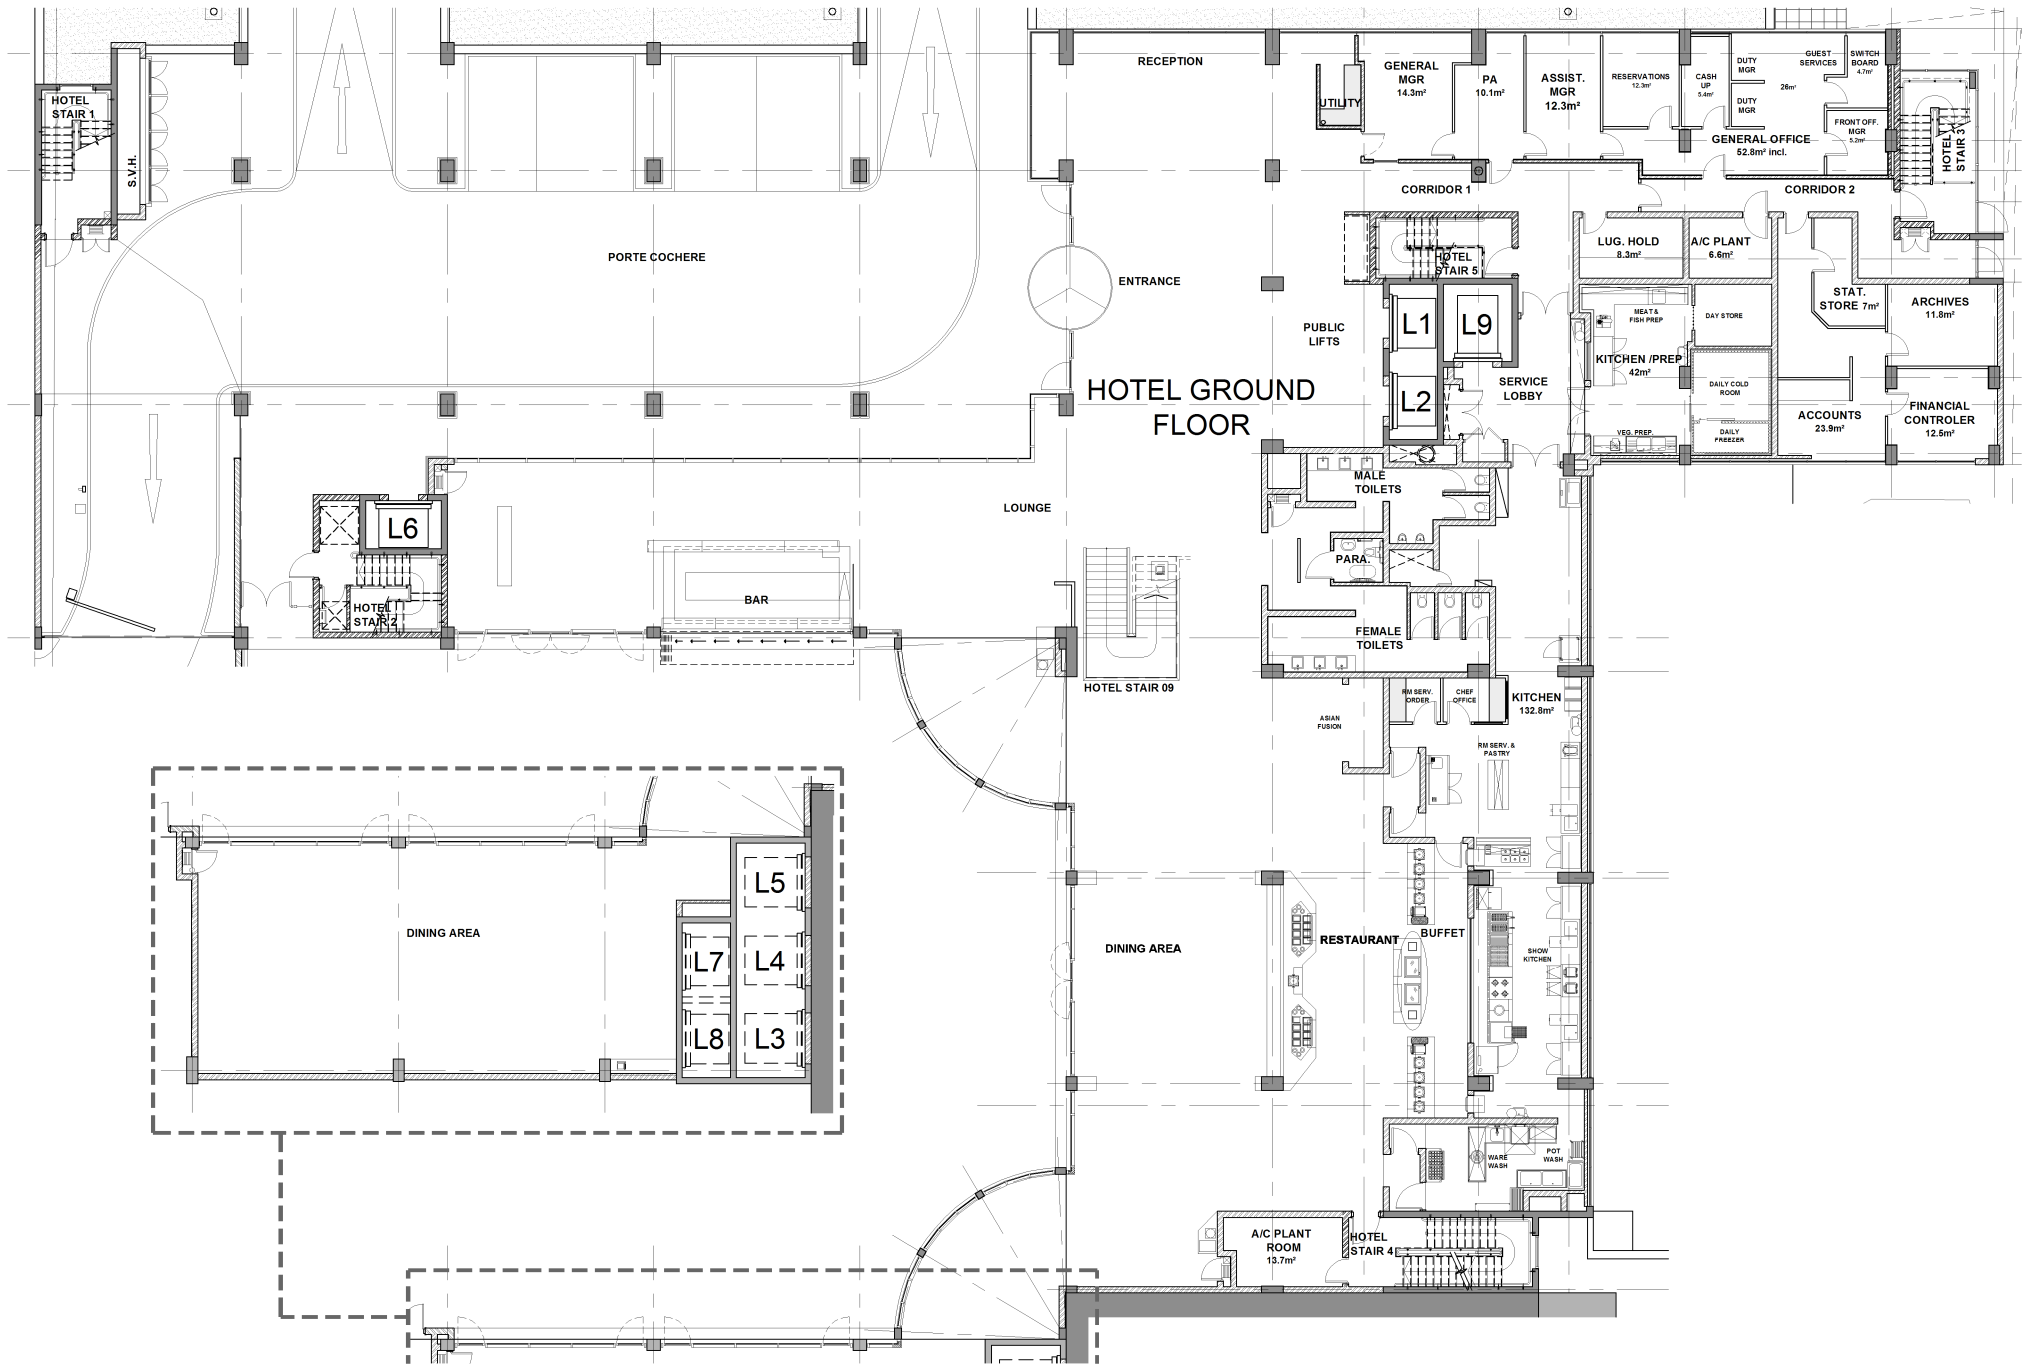 RECEPTION
GENERAL
MGR
14.3m²
PA
10.1m²
ASSIST.
MGR
12.3m²
RESERVATIONS
12.3m²
CASH
UP
5.4m²
DUTY
MGR
DUTY
MGR
GUEST
SERVICES
26m²
SWITCH
BOARD
4.7m²
FRONT OFF.
MGR
5.2m²
GENERAL OFFICE
52.8m² incl.
UTILITY
HOTEL
STAIR 1
S.V.H.
HOTEL
STAIR 3
CORRIDOR 1
CORRIDOR 2
PORTE COCHERE
ENTRANCE
HOTEL
STAIR 5
LUG. HOLD
8.3m²
A/C PLANT
6.6m²
STAT.
STORE 7m²
ARCHIVES
11.8m²
PUBLIC
LIFTS
L1
L9
L2
MEAT &
FISH PREP
DAY STORE
KITCHEN /PREP
42m²
SERVICE
LOBBY
DAILY COLD
ROOM
DAILY
FREEZER
VEG. PREP.
ACCOUNTS
23.9m²
FINANCIAL
CONTROLER
12.5m²
HOTEL GROUND
FLOOR
MALE
TOILETS
LOUNGE
L6
PARA.
HOTEL
STAIR 2
BAR
FEMALE
TOILETS
HOTEL STAIR 09
RM SERV.
ORDER
CHEF
OFFICE
KITCHEN
132.8m²
ASIAN
FUSION
RM SERV. &
PASTRY
DINING AREA
L5
L7
L4
L8
L3
DINING AREA
RESTAURANT
BUFFET
SHOW
KITCHEN
WARE
WASH
POT
WASH
A/C PLANT
ROOM
13.7m²
HOTEL
STAIR 4